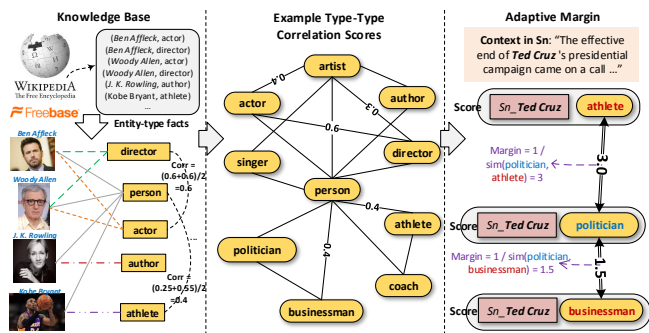 Knowledge Base
(Ben Affleck, actor)
(Ben Affleck, director)
(Woody Allen, actor)
(Woody Allen, director)
(J. K. Rowling, author)
(Kobe Bryant, athlete)
...
WIKIPEDIA
The Free Encyclopedia
Freebase
Entity-type facts
Ben Affleck
Woody Allen
J. K. Rowling
Kobe Bryant
director
person
actor
author
athlete
Corr =
(0.6+0.6)/2
=0.6
...
Corr =
(0.25+0.55)/2
=0.4
Example Type-Type
Correlation Scores
artist
0.4
actor
author
0.3
0.6
singer
director
person
0.4
athlete
politician
0.4
coach
businessman
Adaptive Margin
Context in Sn: “The effective
end of Ted Cruz 's presidential
campaign came on a call …”
Score
Sn_Ted Cruz
athlete
Margin = 1 /
sim(politician,
athlete) = 3
3.0
Score
Sn_Ted Cruz
politician
Margin = 1 / sim(politician,
businessman) = 1.5
1.5
Score
Sn_Ted Cruz
businessman